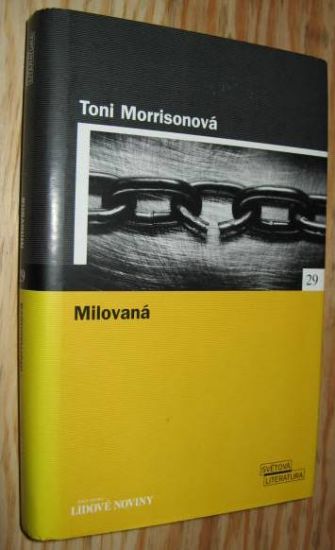 Toni Morrisonová
29
Milovaná
SVĚTOVÁ
LITERATURA
LIDOVÉ NOVINY